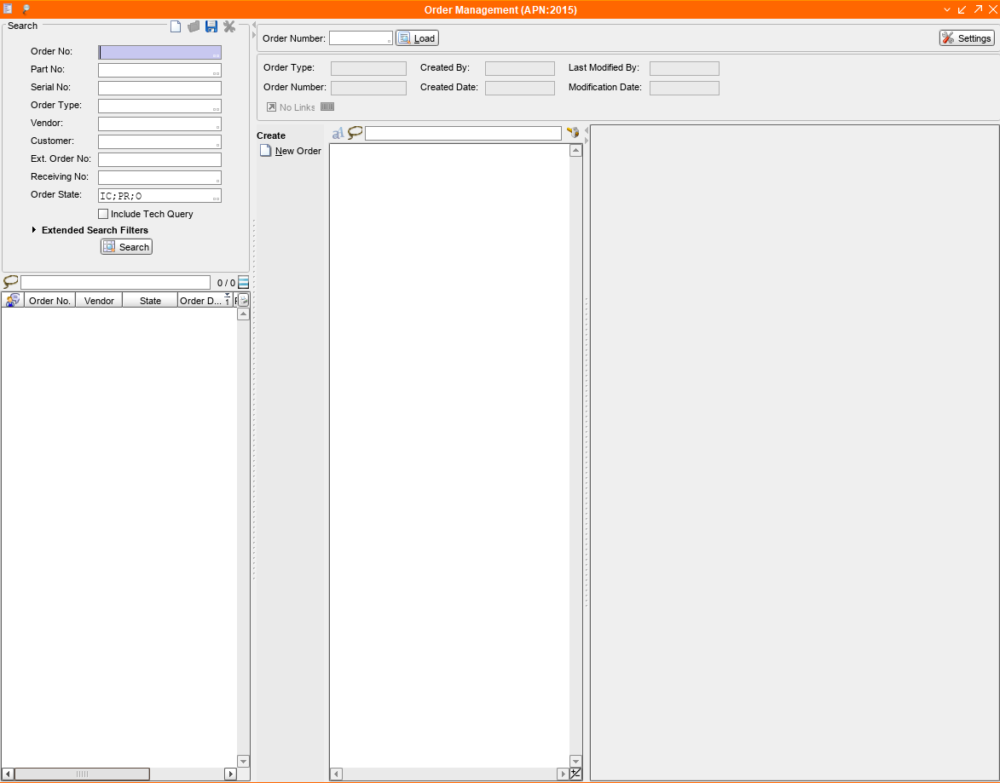 Order Management (APN:2015)
Search
Order No:
Part No:
Serial No:
Order Type:
Vendor:
Customer:
Ext. Order No:
Receiving No:
Order State: IC;PR;O
Include Tech Query
Extended Search Filters
Search
0 / 0
Order No. Vendor State Order D... 1
Order Number: Load Settings
Order Type: Created By: Last Modified By:
Order Number: Created Date: Modification Date:
No Links
Create
New Order
aI